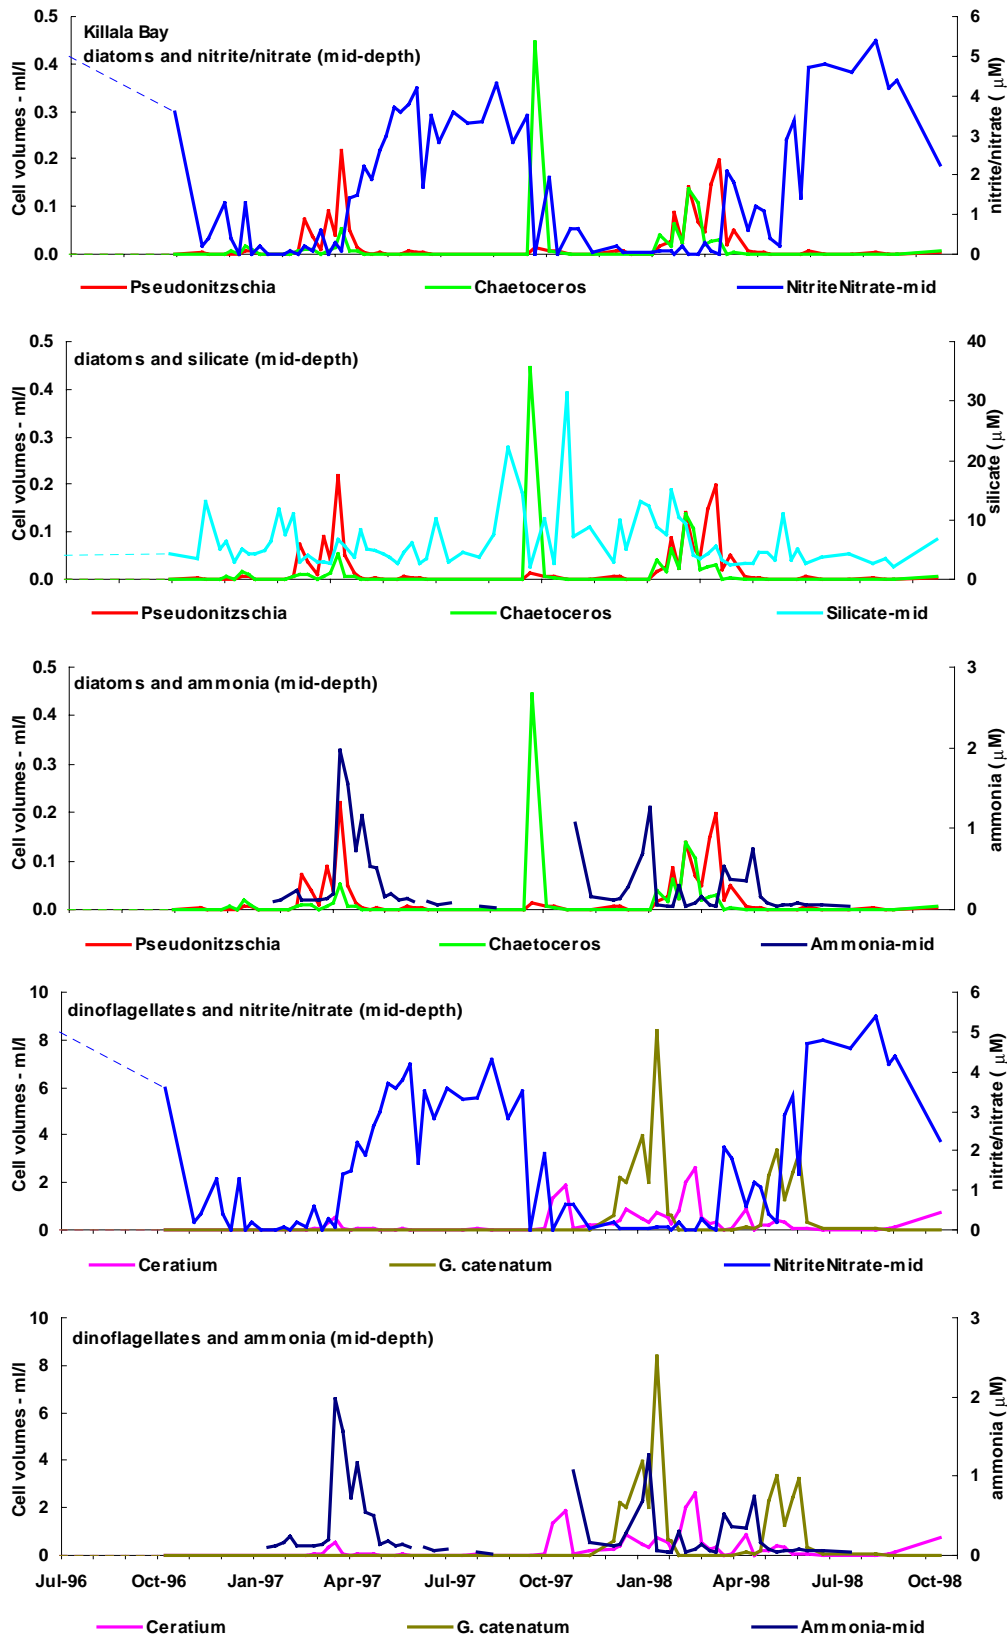 Killala Bay
diatoms and nitrite/nitrate (mid-depth)
Cell volumes - ml/l
0.5
0.4
0.3
0.2
0.1
0.0
6
5
4
3
2
1
0
nitrite/nitrate ( μM)
Pseudonitzschia Chaetoceros NitriteNitrate-mid
diatoms and silicate (mid-depth)
Cell volumes - ml/l
0.5
0.4
0.3
0.2
0.1
0.0
40
30
20
10
0
silicate ( μM)
Pseudonitzschia Chaetoceros Silicate-mid
diatoms and ammonia (mid-depth)
Cell volumes - ml/l
0.5
0.4
0.3
0.2
0.1
0.0
3
2
1
0
ammonia ( μM)
Pseudonitzschia Chaetoceros Ammonia-mid
dinoflagellates and nitrite/nitrate (mid-depth)
Cell volumes - ml/l
10
8
6
4
2
0
6
5
4
3
2
1
0
nitrite/nitrate ( μM)
Ceratium G. catenatum NitriteNitrate-mid
dinoflagellates and ammonia (mid-depth)
Cell volumes - ml/l
10
8
6
4
2
0
3
2
1
0
ammonia ( μM)
Jul-96 Oct-96 Jan-97 Apr-97 Jul-97 Oct-97 Jan-98 Apr-98 Jul-98 Oct-98
Ceratium G. catenatum Ammonia-mid